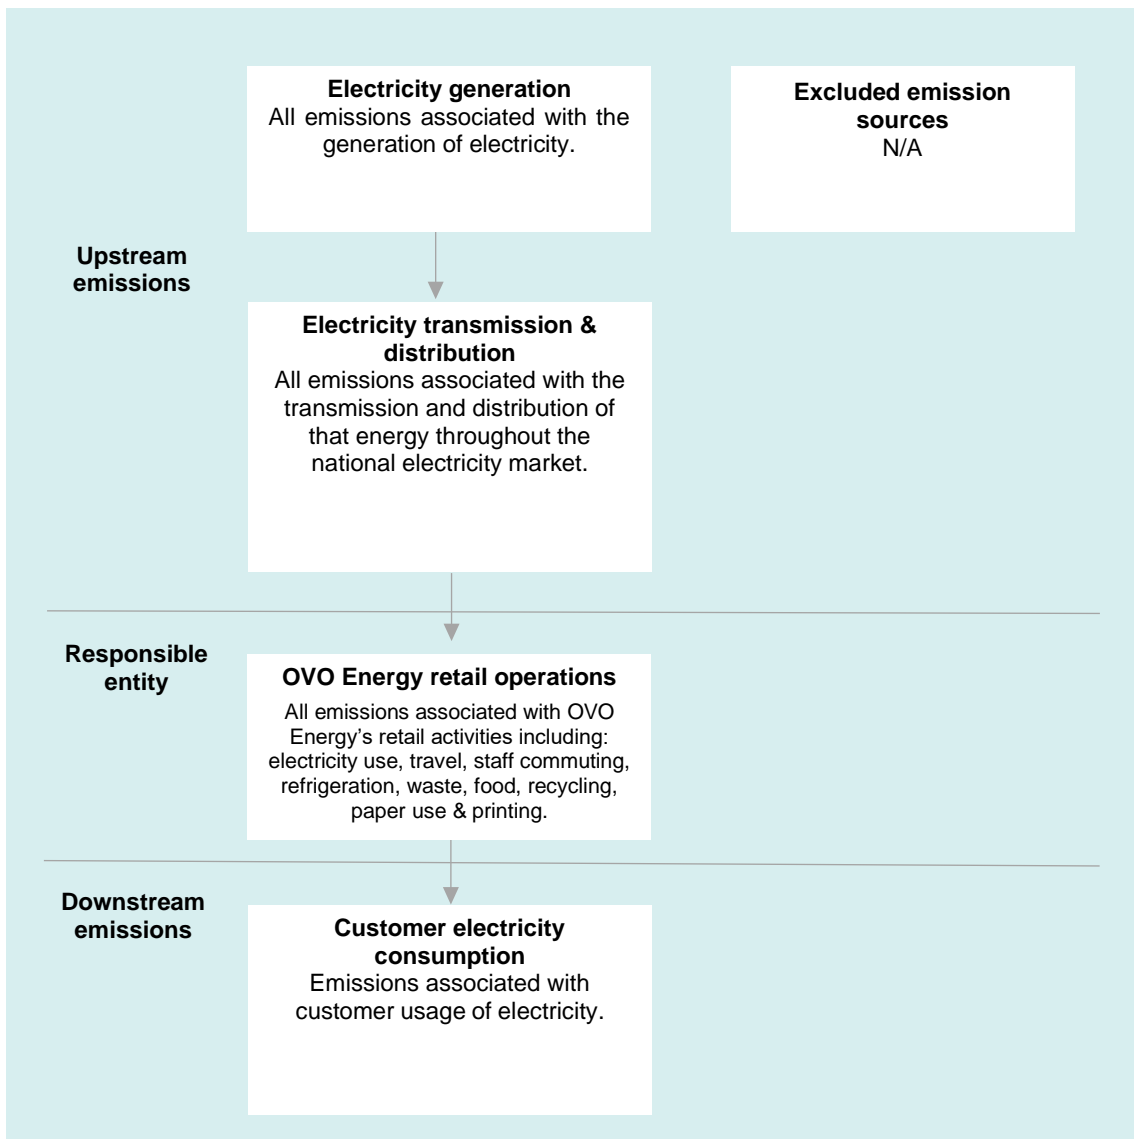 Electricity generation
All emissions associated with the
generation of electricity.
Excluded emission
sources
N/A
Upstream
emissions
Electricity transmission &
distribution
All emissions associated with the
transmission and distribution of
that energy throughout the
national electricity market.
Responsible
entity
OVO Energy retail operations
All emissions associated with OVO
Energy’s retail activities including:
electricity use, travel, staff commuting,
refrigeration, waste, food, recycling,
paper use & printing.
Downstream
emissions
Customer electricity
consumption
Emissions associated with
customer usage of electricity.